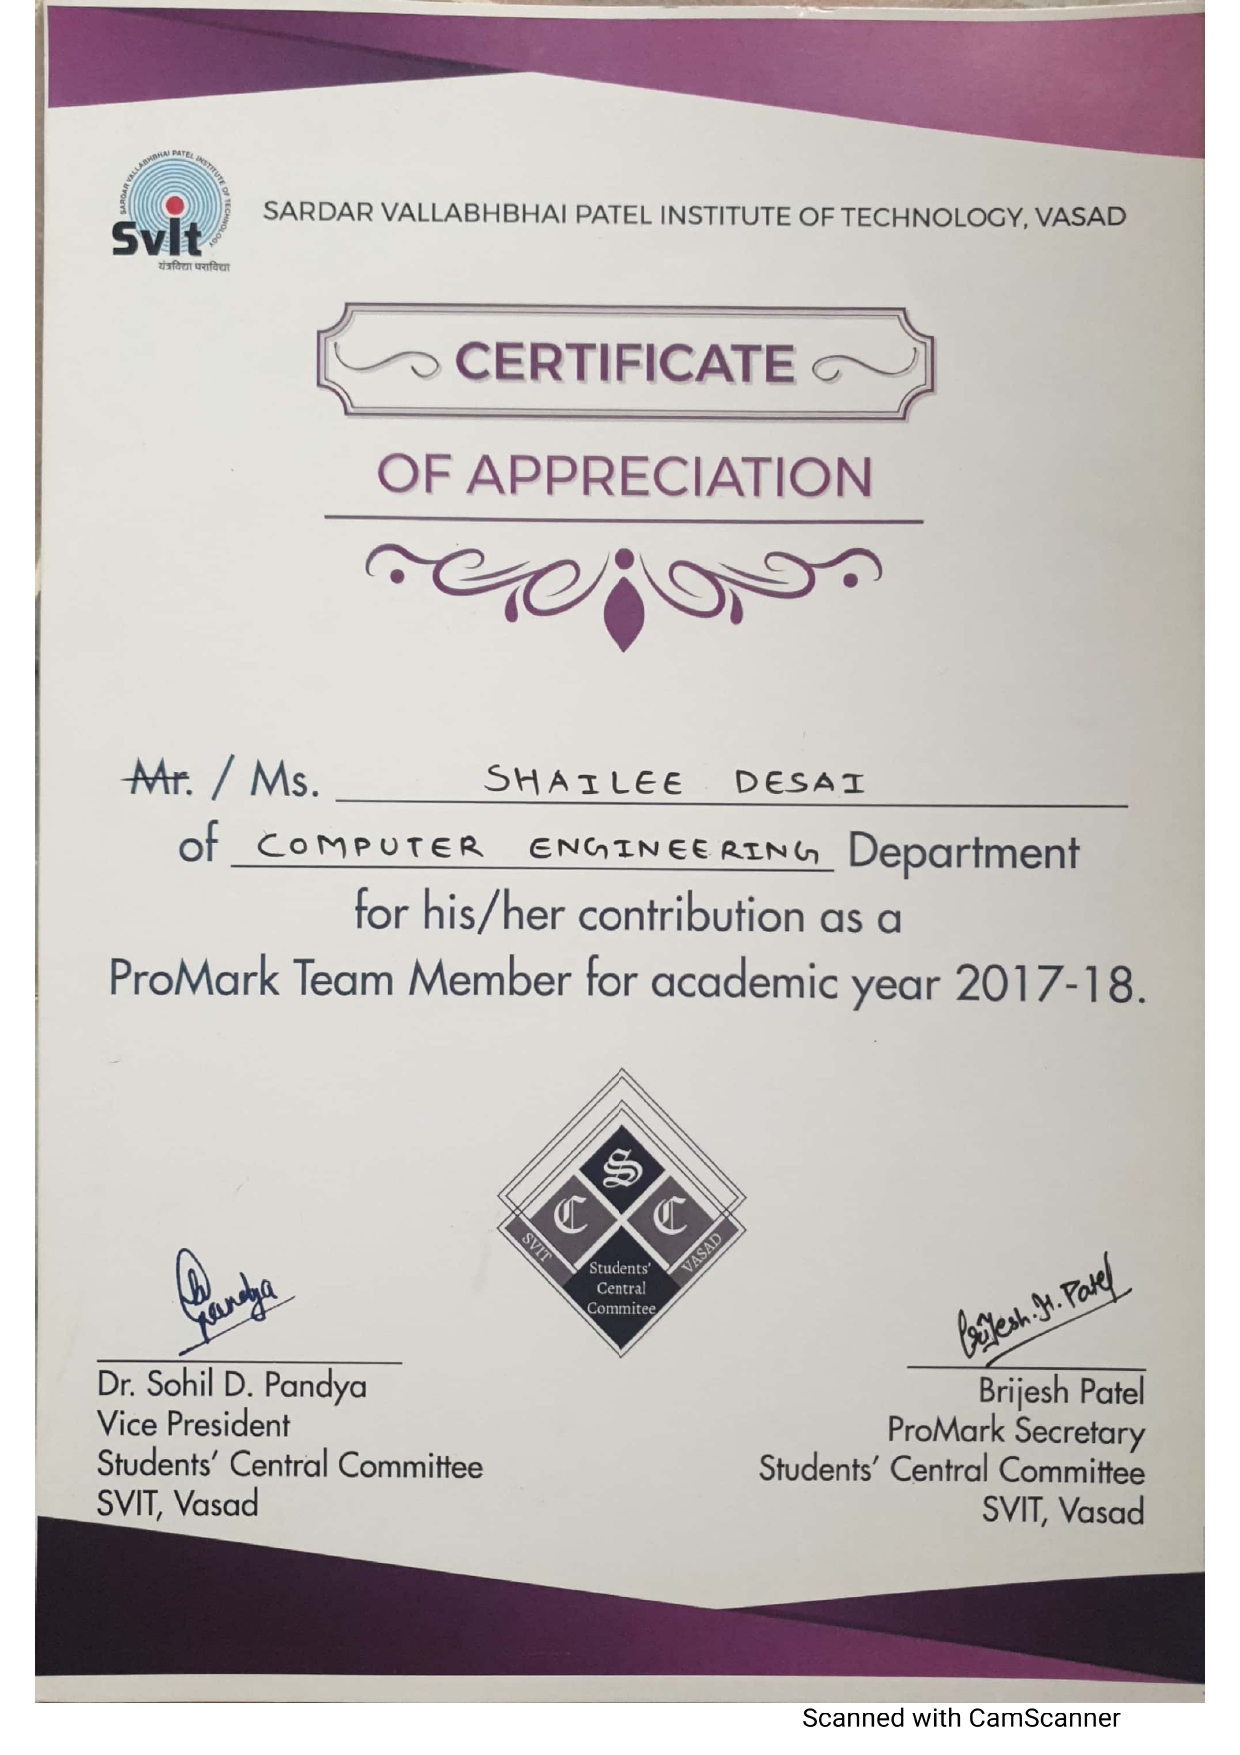 SARDAR VALLABHBHAI PATEL INSTITUTE OF TECHNOLOGY
Svit
यंत्रविद्या पराविद्या
SARDAR VALLABHBHAI PATEL INSTITUTE OF TECHNOLOGY, VASAD
CERTIFICATE
OF APPRECIATION
Mr. / Ms. SHAILEE DESAI
of COMPUTER ENGINEERING Department
for his/her contribution as a
ProMark Team Member for academic year 2017-18.
S
C C
SVIT VASAD
Students'
Central
Commitee
Pandya
Brijesh.H.Patel
Dr. Sohil D. Pandya
Vice President
Students' Central Committee
SVIT, Vasad
Brijesh Patel
ProMark Secretary
Students' Central Committee
SVIT, Vasad
Scanned with CamScanner